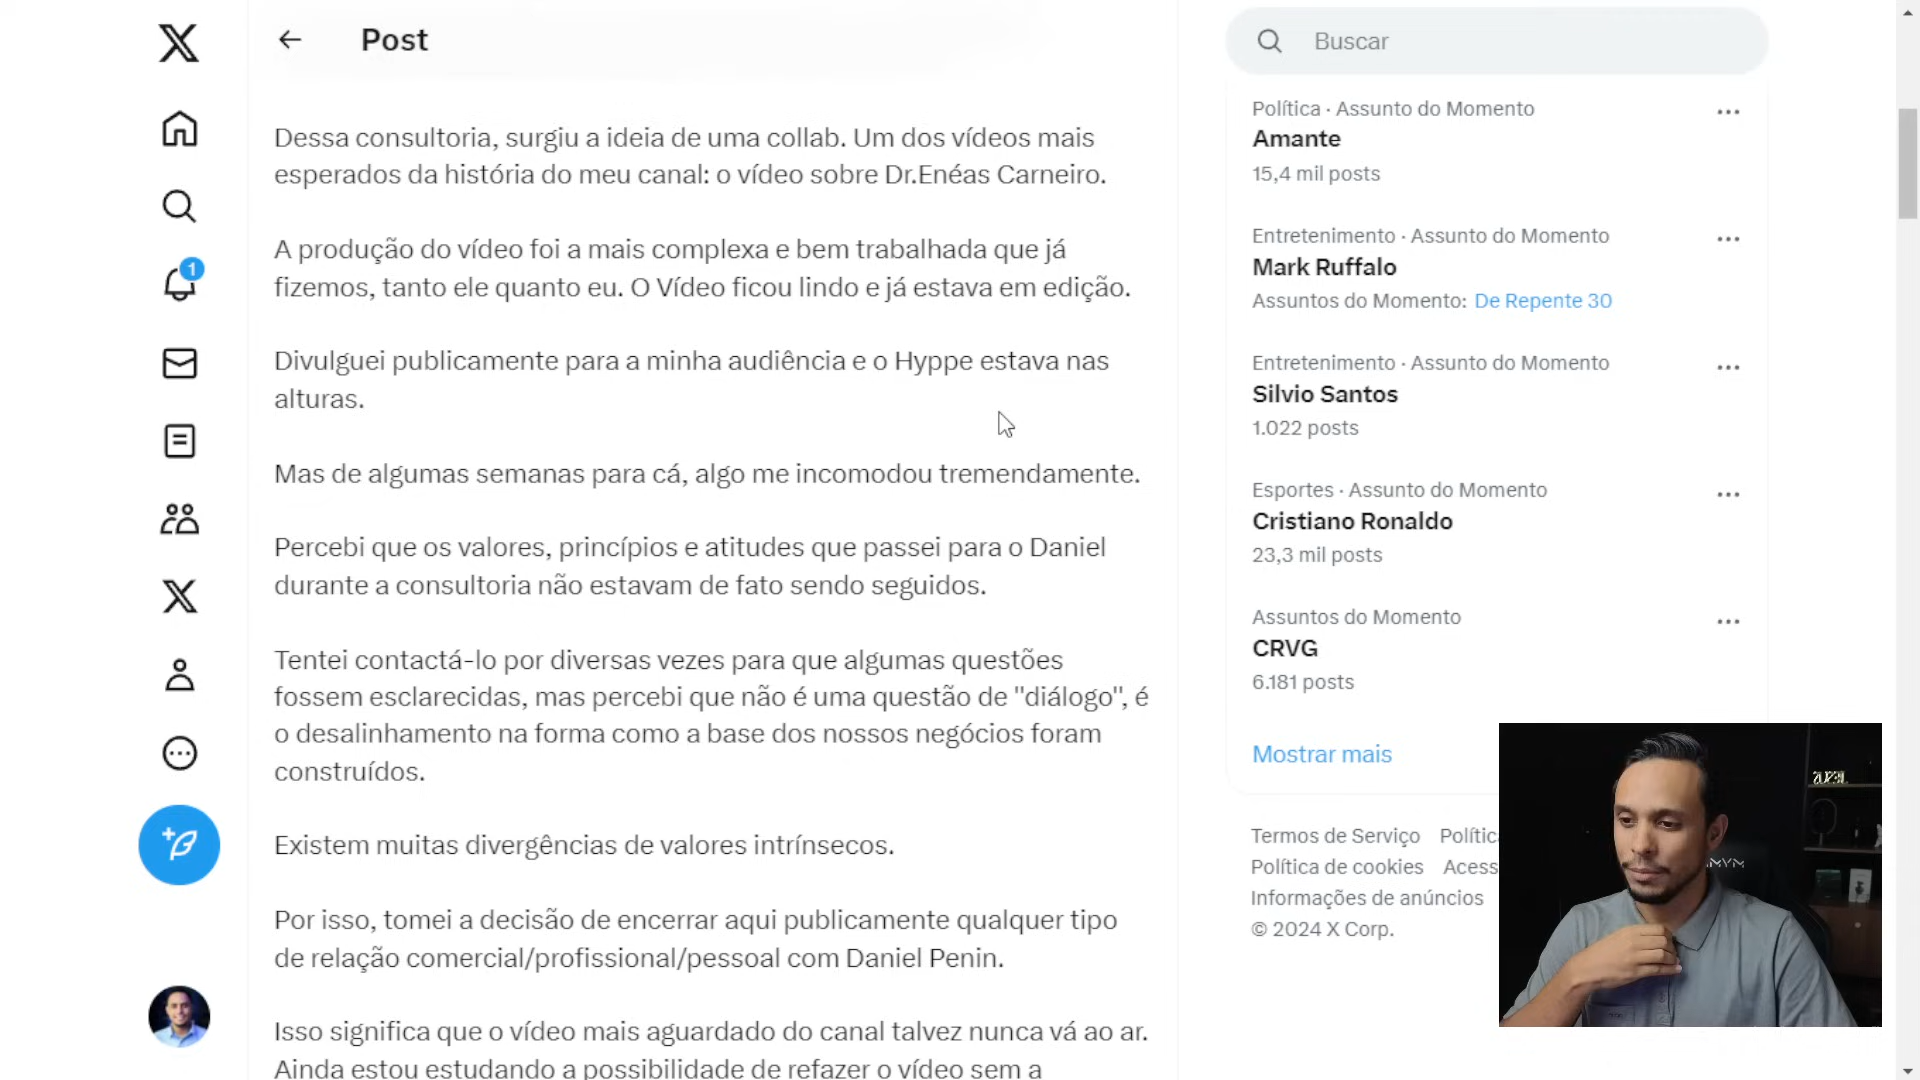 Post
Dessa consultoria, surgiu a ideia de uma collab. Um dos vídeos mais
esperados da história do meu canal: o vídeo sobre Dr.Enéas Carneiro.
A produção do vídeo foi a mais complexa e bem trabalhada que já
fizemos, tanto ele quanto eu. O Vídeo ficou lindo e já estava em edição.
Divulguei publicamente para a minha audiência e o Hyppe estava nas
alturas.
Mas de algumas semanas para cá, algo me incomodou tremendamente.
Percebi que os valores, princípios e atitudes que passei para o Daniel
durante a consultoria não estavam de fato sendo seguidos.
Tentei contactá-lo por diversas vezes para que algumas questões
fossem esclarecidas, mas percebi que não é uma questão de "diálogo", é
o desalinhamento na forma como a base dos nossos negócios foram
construídos.
Existem muitas divergências de valores intrínsecos.
Por isso, tomei a decisão de encerrar aqui publicamente qualquer tipo
de relação comercial/profissional/pessoal com Daniel Penin.
Isso significa que o vídeo mais aguardado do canal talvez nunca vá ao ar.
Ainda estou estudando a possibilidade de refazer o vídeo sem a
1
Buscar
Política · Assunto do Momento
Amante
15,4 mil posts
Entretenimento · Assunto do Momento
Mark Ruffalo
Assuntos do Momento: De Repente 30
Entretenimento · Assunto do Momento
Silvio Santos
1.022 posts
Esportes · Assunto do Momento
Cristiano Ronaldo
23,3 mil posts
Assuntos do Momento
CRVG
6.181 posts
Mostrar mais
Termos de Serviço Polític
Política de cookies Acess
Informações de anúncios
© 2024 X Corp.